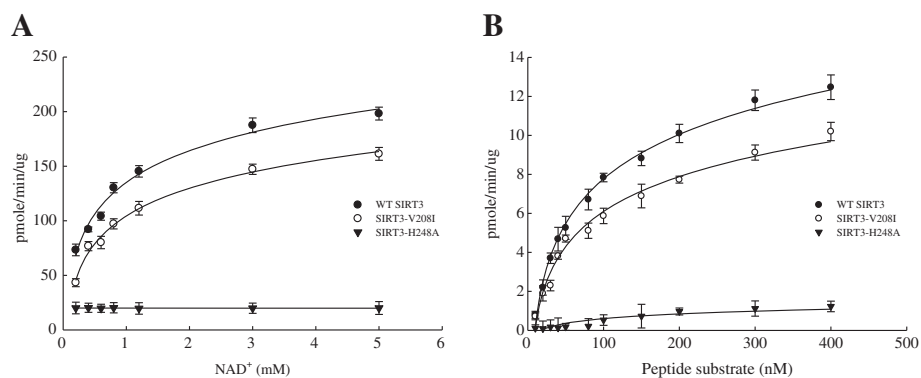 A
250
200
150
100
50
0
0 1 2 3 4 5 6
pmole/min/ug
NAD+ (mM)
WT SIRT3
SIRT3-V208I
SIRT3-H248A
B
14
12
10
8
6
4
2
0
0 100 200 300 400 500
pmole/min/ug
Peptide substrate (nM)
WT SIRT3
SIRT3-V208I
SIRT3-H248A